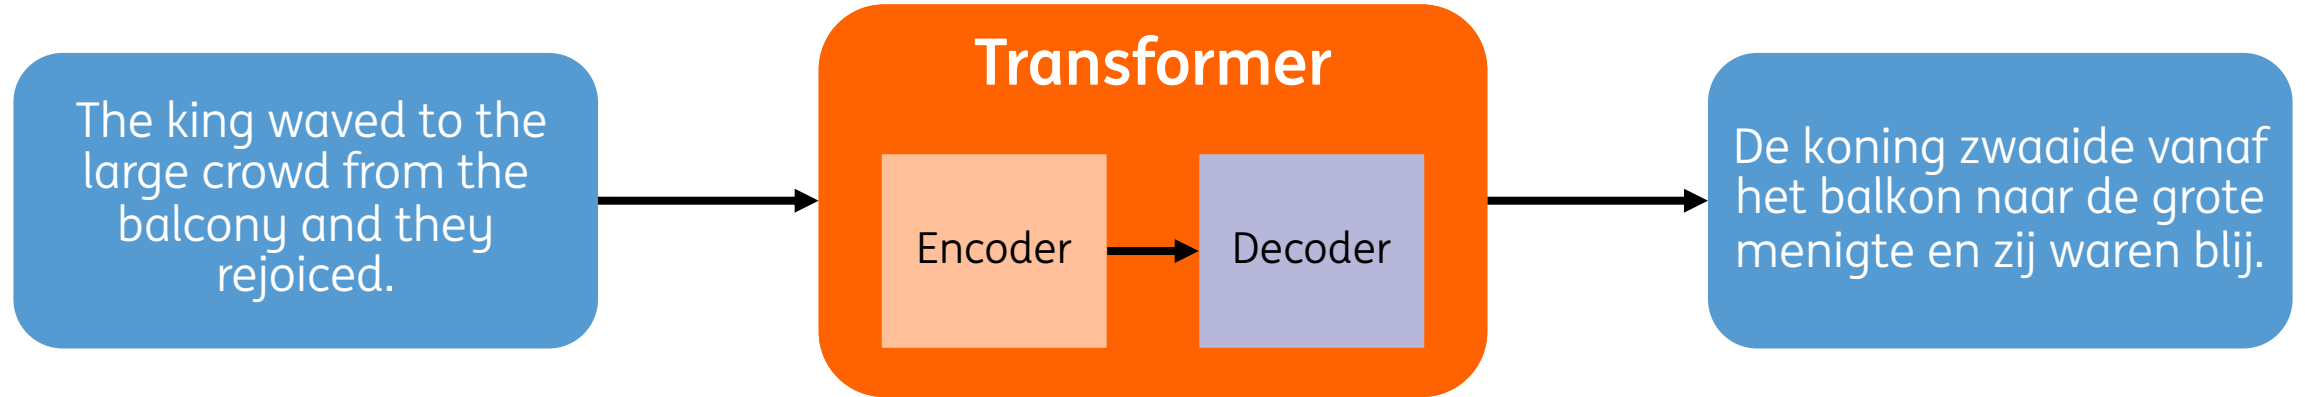 The king waved to the
large crowd from the
balcony and they
rejoiced.
Transformer
Encoder
Decoder
De koning zwaaide vanaf
het balkon naar de grote
menigte en zij waren blij.